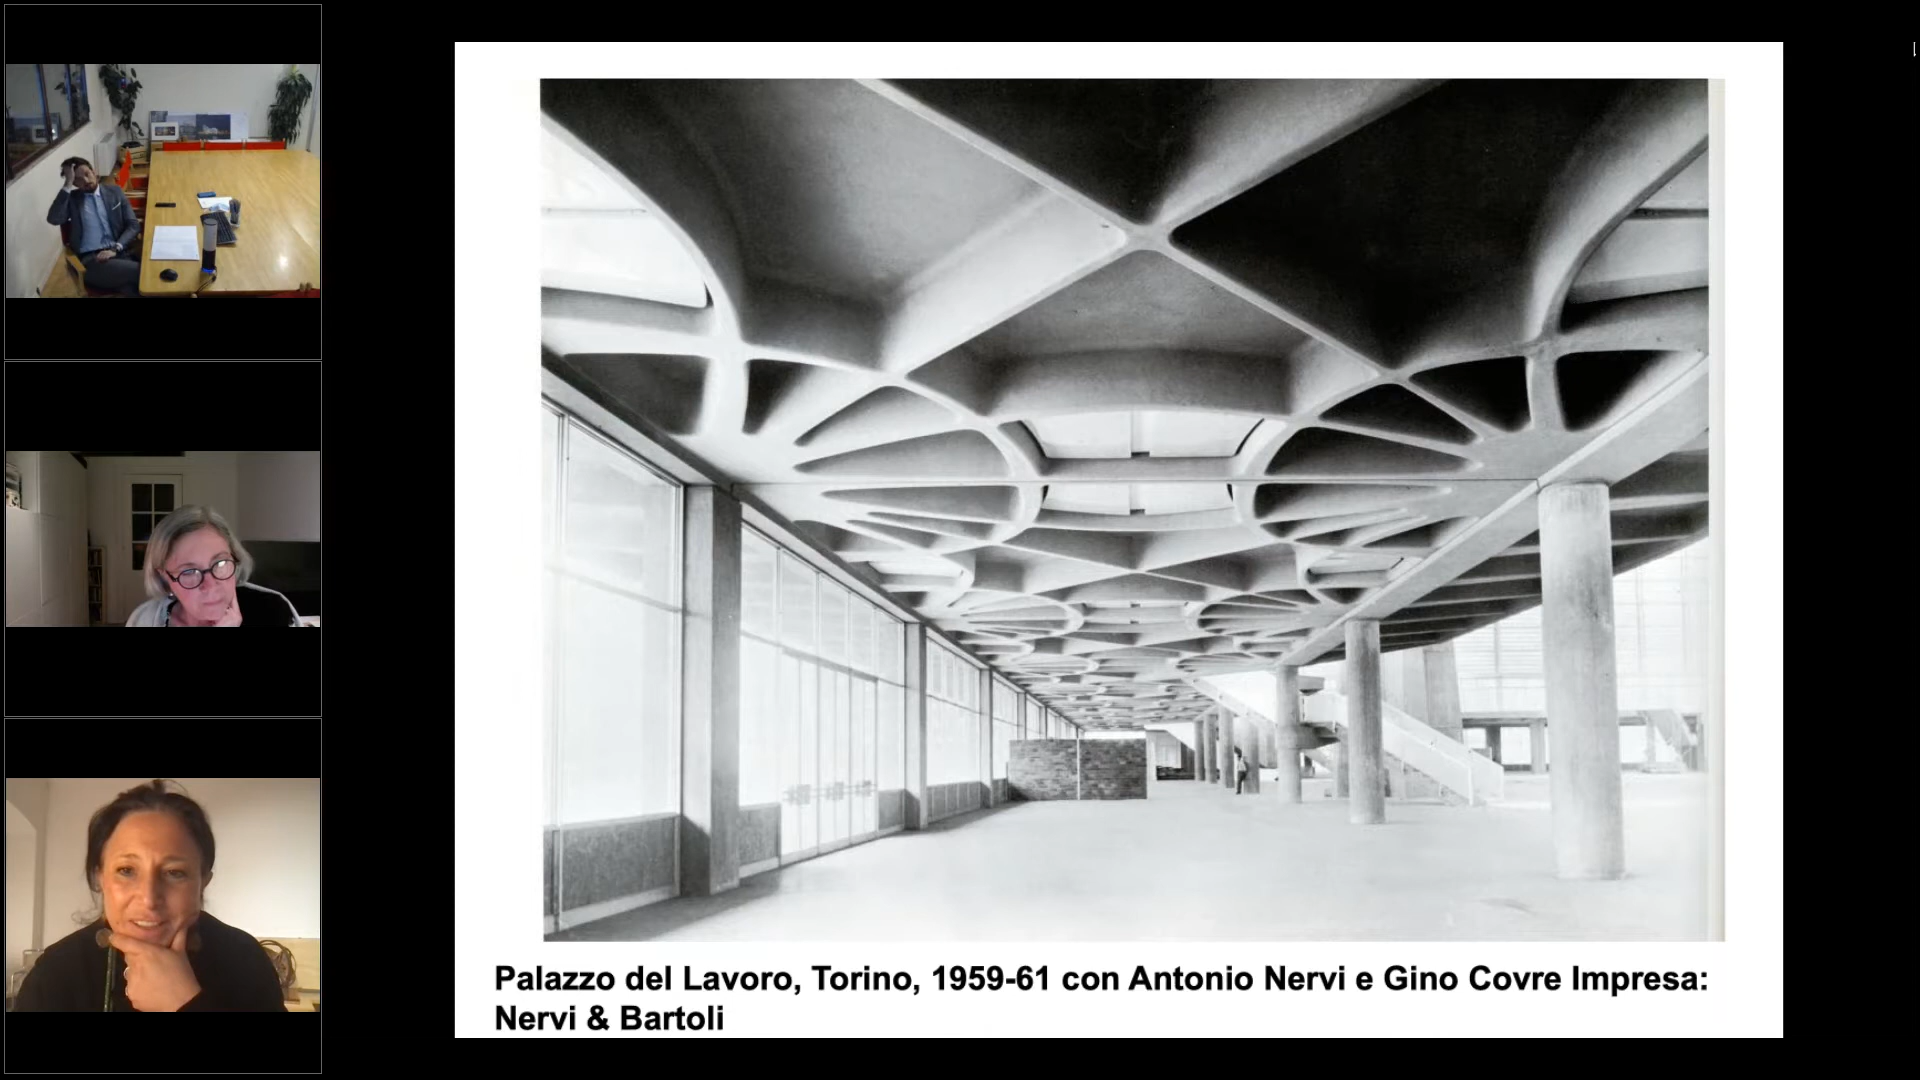 Palazzo del Lavoro, Torino, 1959-61 con Antonio Nervi e Gino Covre Impresa:
Nervi & Bartoli